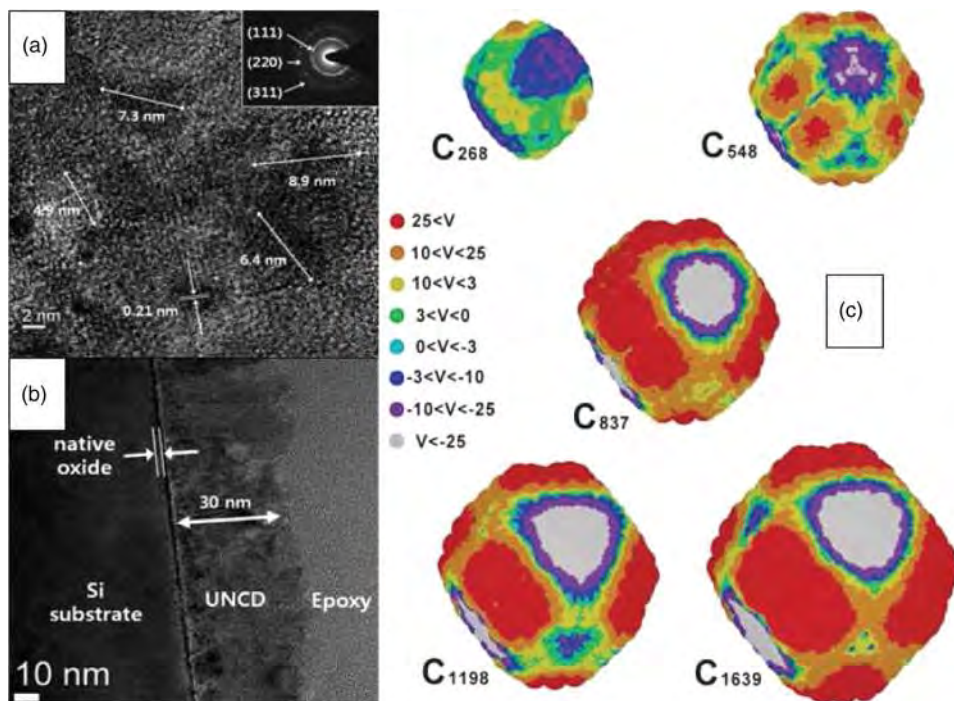 (a)
(111)
(220)
(311)
7.3 nm
8.9 nm
4.9 nm
6.4 nm
0.21 nm
2 nm
(b)
native
oxide
30 nm
Si
substrate
UNCD
Epoxy
10 nm
C268
C548
25<V
10<V<25
10<V<3
3<V<0
0<V<-3
-3<V<-10
-10<V<-25
V<-25
(c)
C837
C1198
C1639